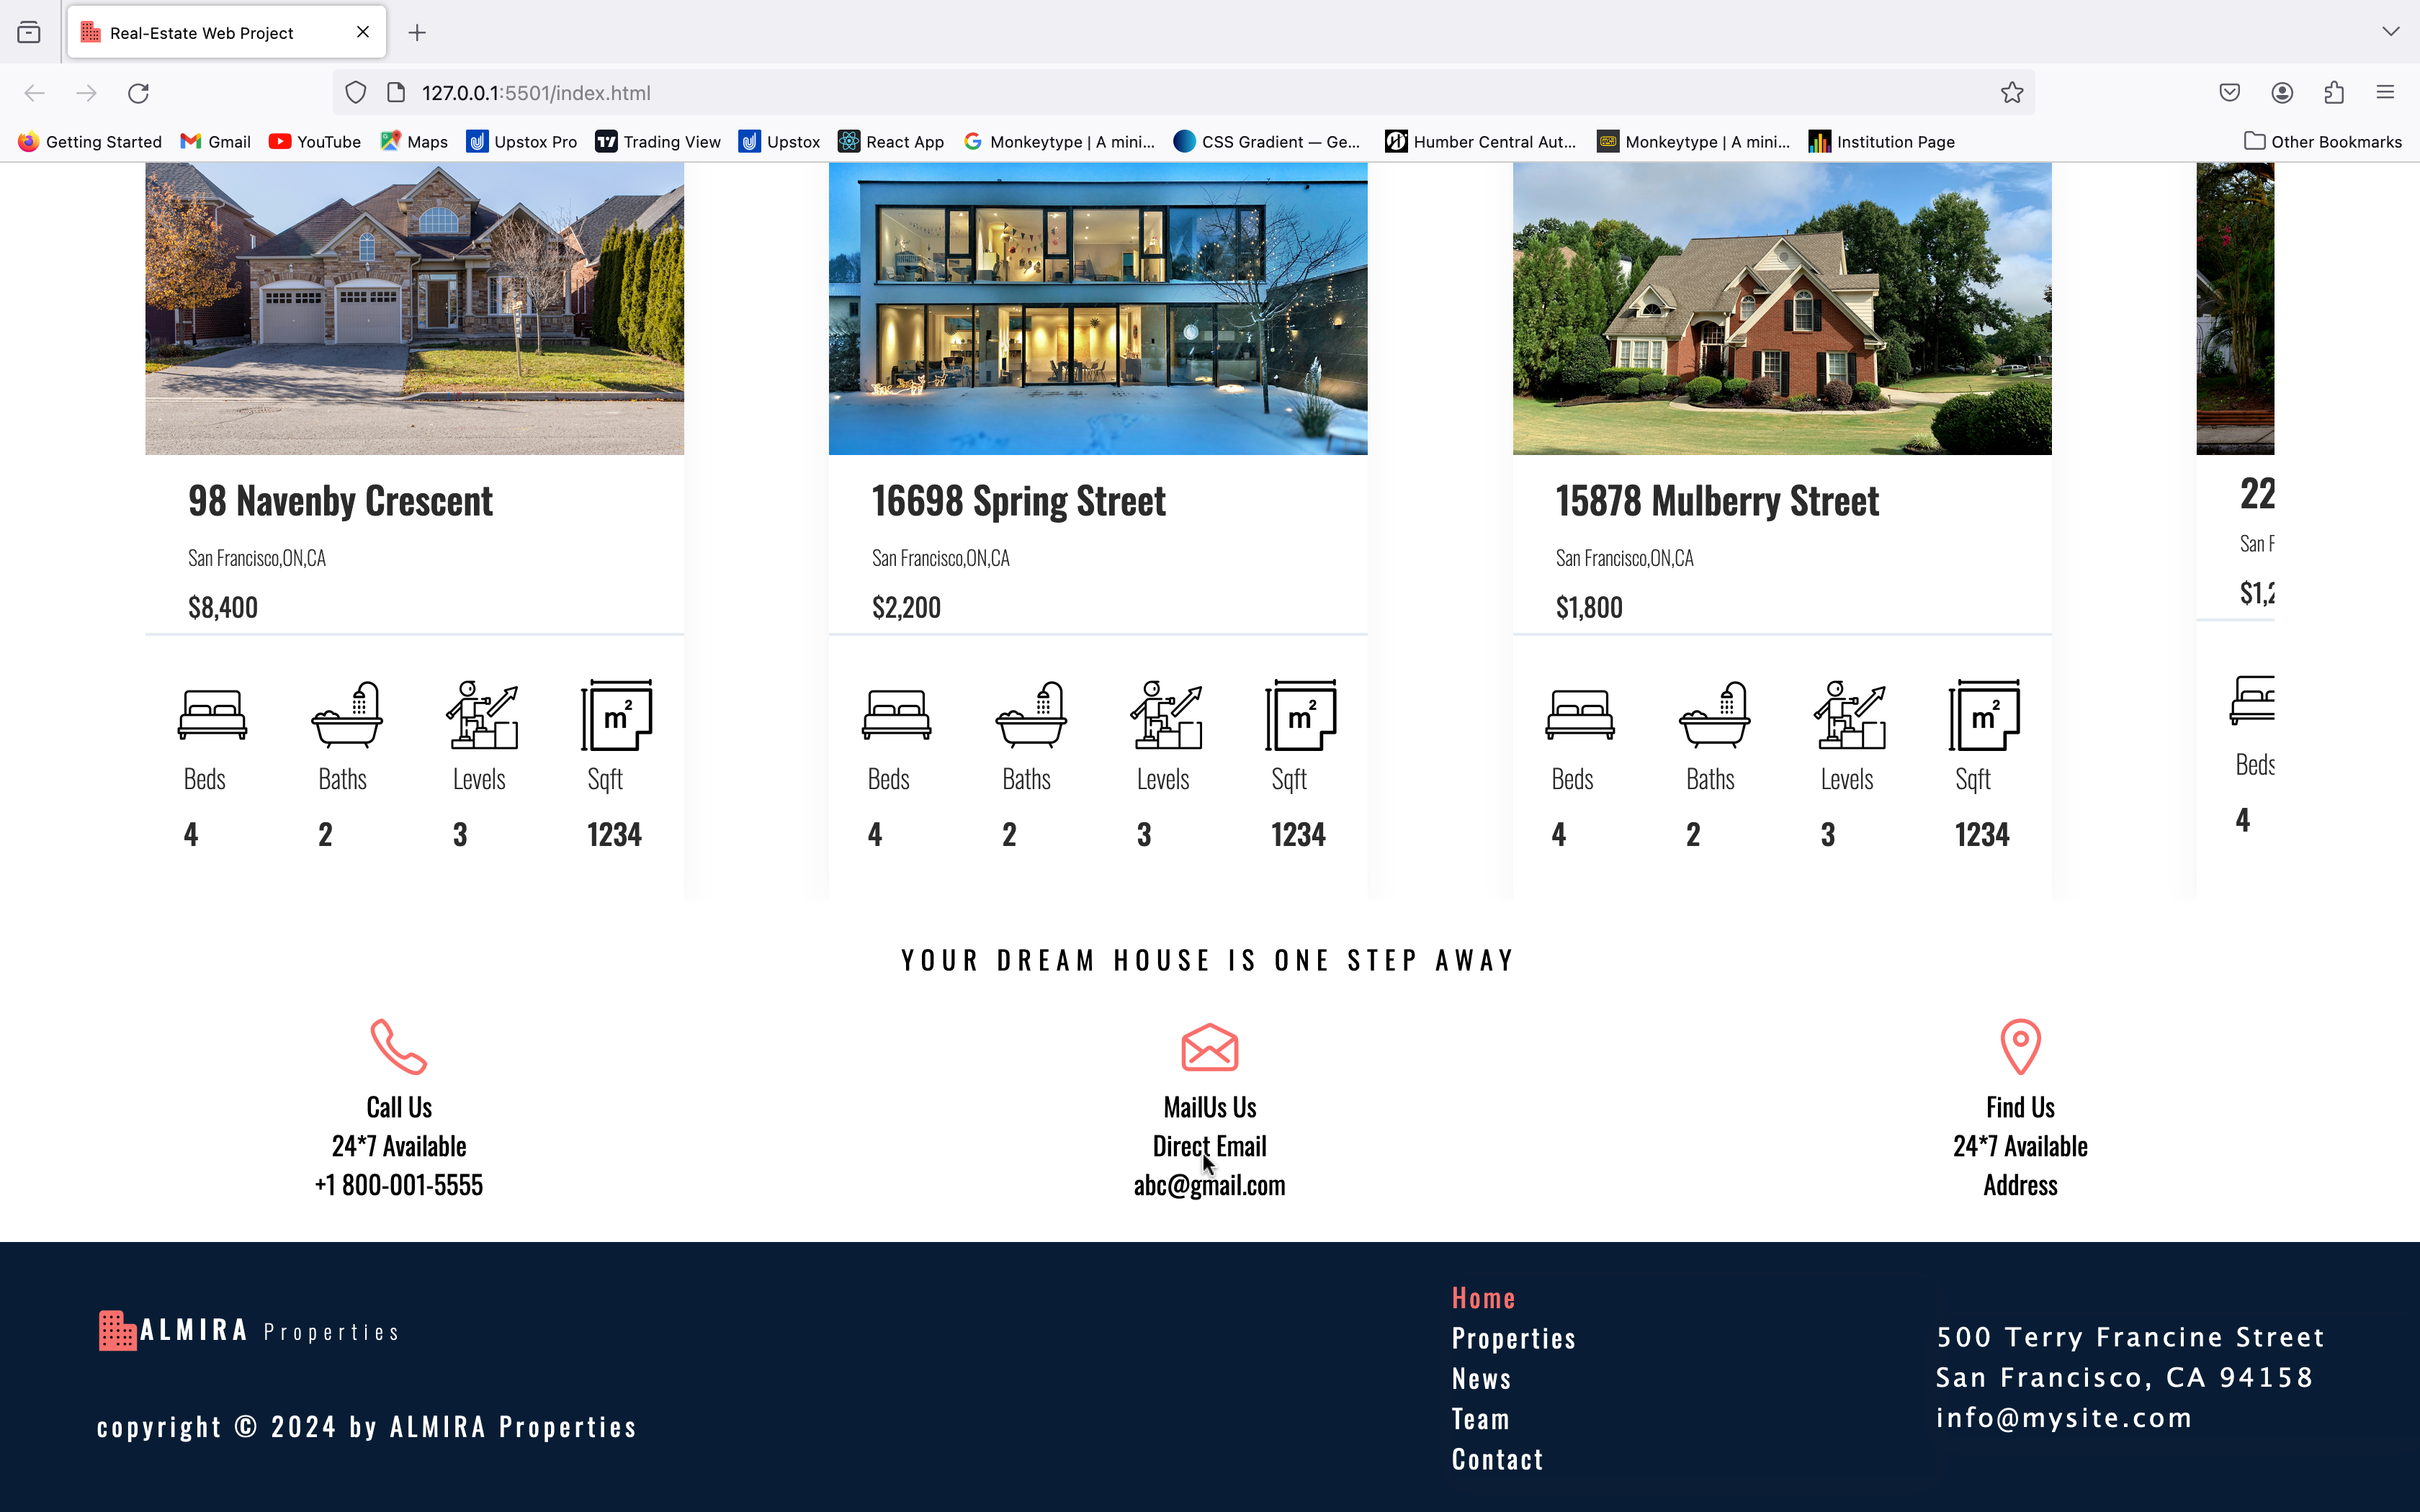 Real-Estate Web Project
127.0.0.1:5501/index.html
Getting Started Gmail YouTube Maps Upstox Pro Trading View Upstox React App Monkeytype | A mini... CSS Gradient — Ge... Humber Central Aut... Monkeytype | A mini... Institution Page Other Bookmarks
98 Navenby Crescent
San Francisco,ON,CA
$8,400
m²
Beds Baths Levels Sqft
4 2 3 1234
16698 Spring Street
San Francisco,ON,CA
$2,200
m²
Beds Baths Levels Sqft
4 2 3 1234
15878 Mulberry Street
San Francisco,ON,CA
$1,800
m²
Beds Baths Levels Sqft
4 2 3 1234
22
San F
$1,2
Beds
4
YOUR DREAM HOUSE IS ONE STEP AWAY
Call Us
24*7 Available
+1 800-001-5555
MailUs Us
Direct Email
abc@gmail.com
Find Us
24*7 Available
Address
ALMIRA Properties
copyright © 2024 by ALMIRA Properties
Home
Properties
News
Team
Contact
500 Terry Francine Street
San Francisco, CA 94158
info@mysite.com